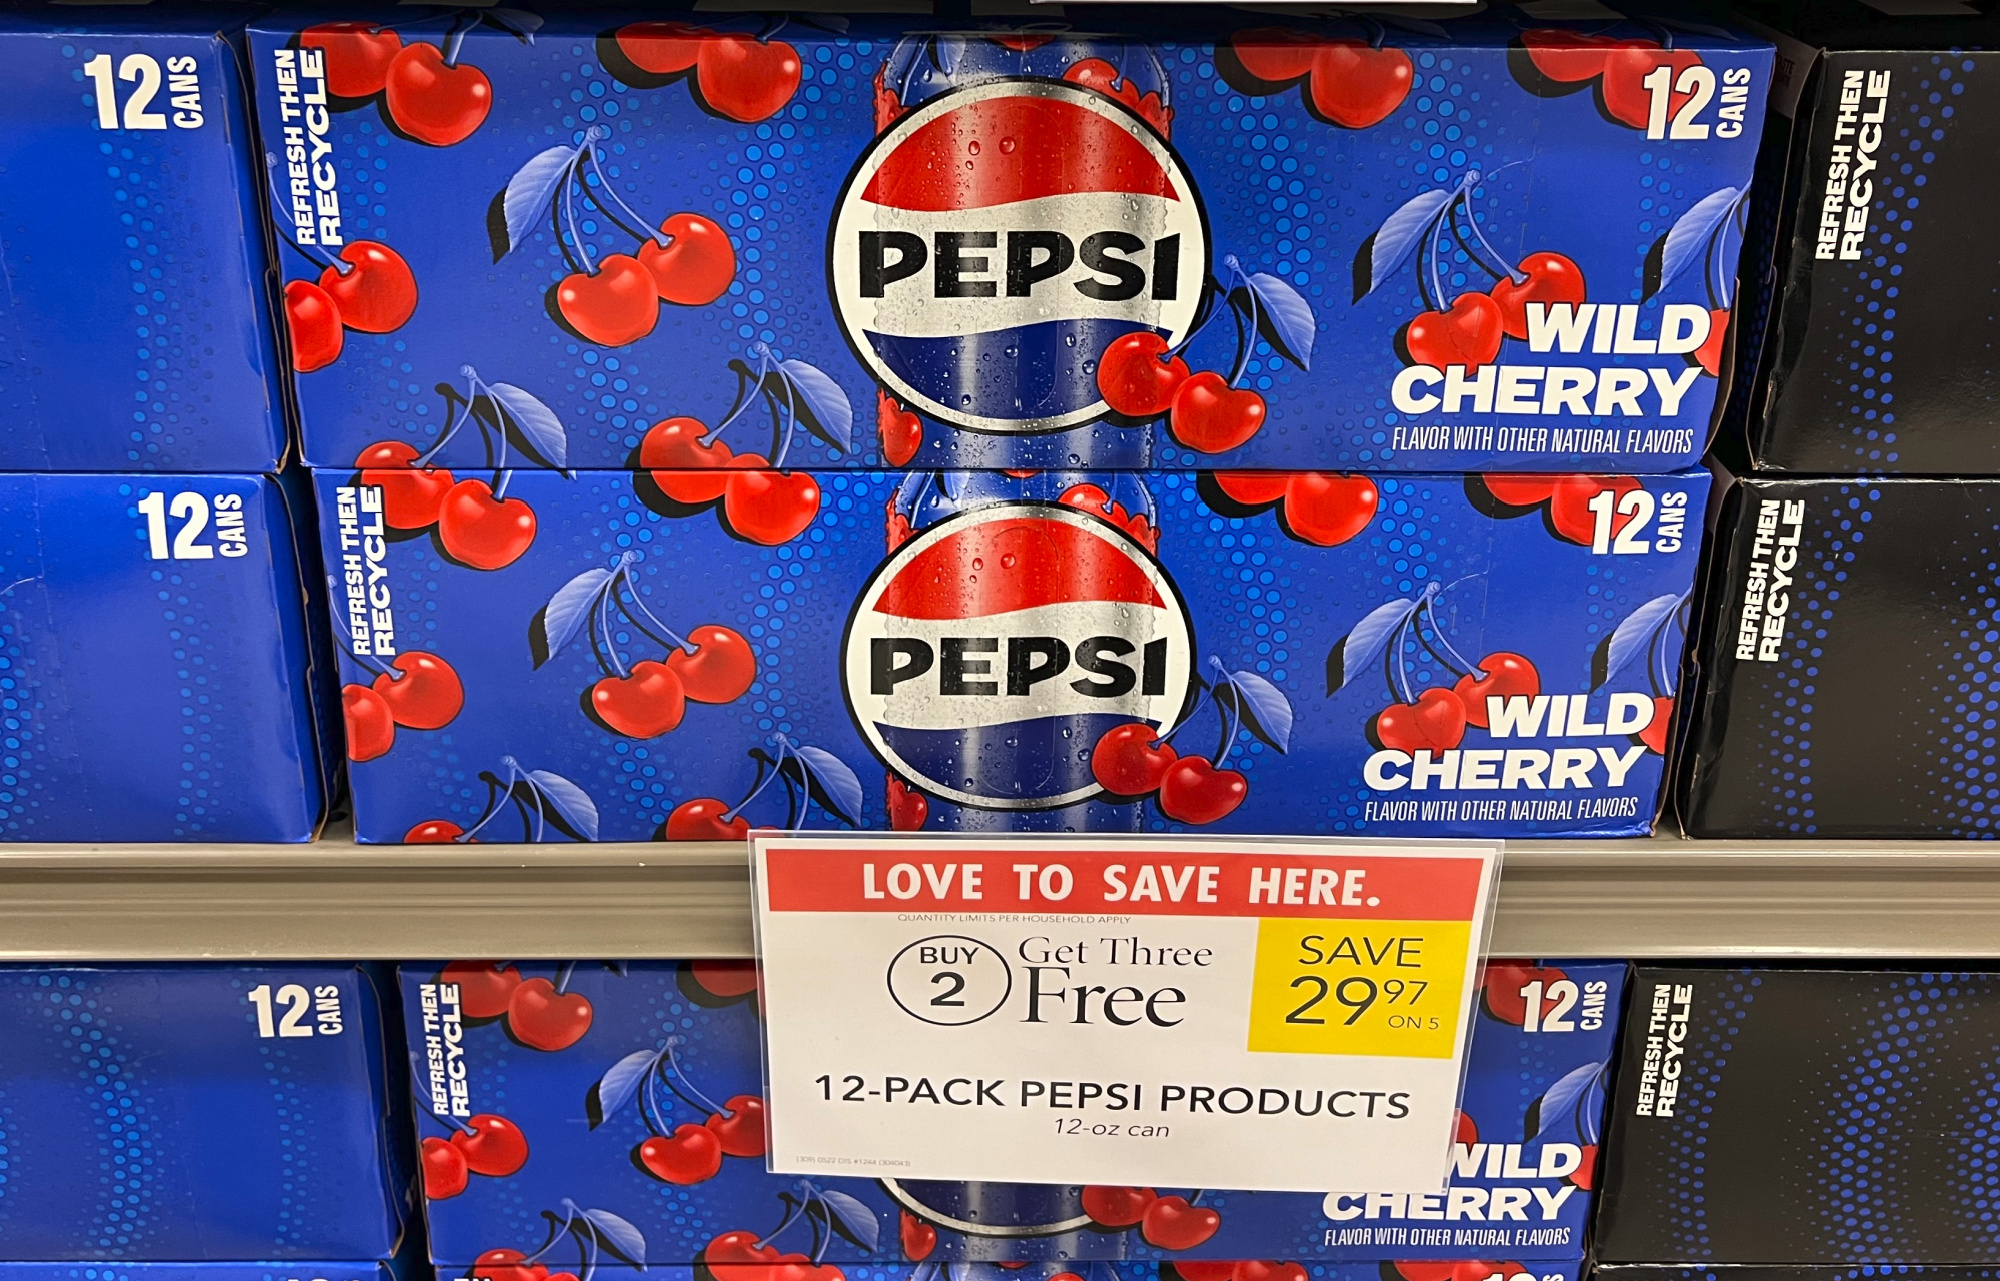 12 CANS
REFRESH THEN
RECYCLE
PEPSI
12 CANS
WILD
CHERRY
FLAVOR WITH OTHER NATURAL FLAVORS
REFRESH THEN
RECYCLE
12 CANS
REFRESH THEN
RECYCLE
PEPSI
12 CANS
WILD
CHERRY
FLAVOR WITH OTHER NATURAL FLAVORS
REFRESH THEN
RECYCLE
LOVE TO SAVE HERE.
QUANTITY LIMITS PER HOUSEHOLD APPLY
BUY
2
Get Three
Free
SAVE
29 97
ON 5
12-PACK PEPSI PRODUCTS
12-oz can
12 CANS
REFRESH THEN
RECYCLE
12 CANS
WILD
CHERRY
FLAVOR WITH OTHER NATURAL FLAVORS
REFRESH THEN
RECYCLE